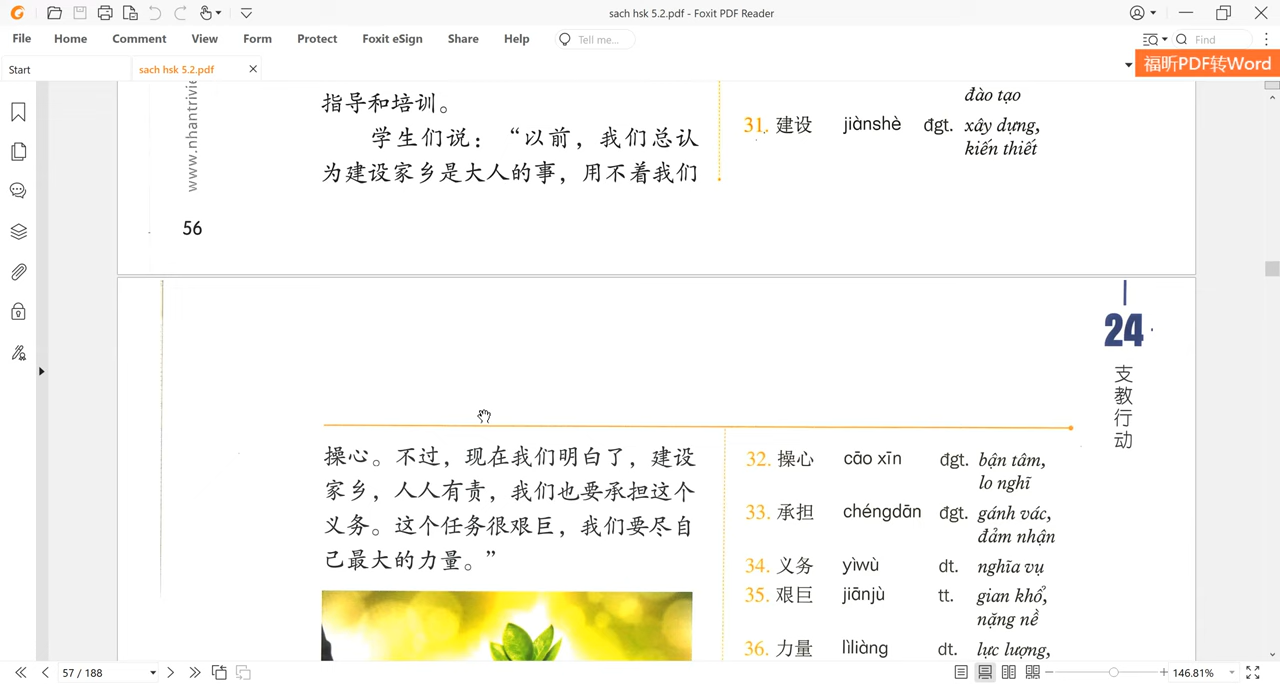 sach hsk 5.2.pdf - Foxit PDF Reader
File Home Comment View Form Protect Foxit eSign Share Help Tell me... Find
Start sach hsk 5.2.pdf 福昕PDF转Word
www.nhantrivie
指导和培训。
学生们说：“以前，我们总认
为建设家乡是大人的事，用不着我们
đào tạo
31. 建设 jiànshè đgt. xây dựng,
kiến thiết
56
24
支教行动
操心。不过，现在我们明白了，建设
家乡，人人有责，我们也要承担这个
义务。这个任务很艰巨，我们要尽自
己最大的力量。”
32. 操心 cāo xīn đgt. bận tâm,
lo nghĩ
33. 承担 chéngdān đgt. gánh vác,
đảm nhận
34. 义务 yìwù dt. nghĩa vụ
35. 艰巨 jiānjù tt. gian khổ,
nặng nề
36. 力量 lìliàng dt. lực lượng,
57 / 188 146.81%